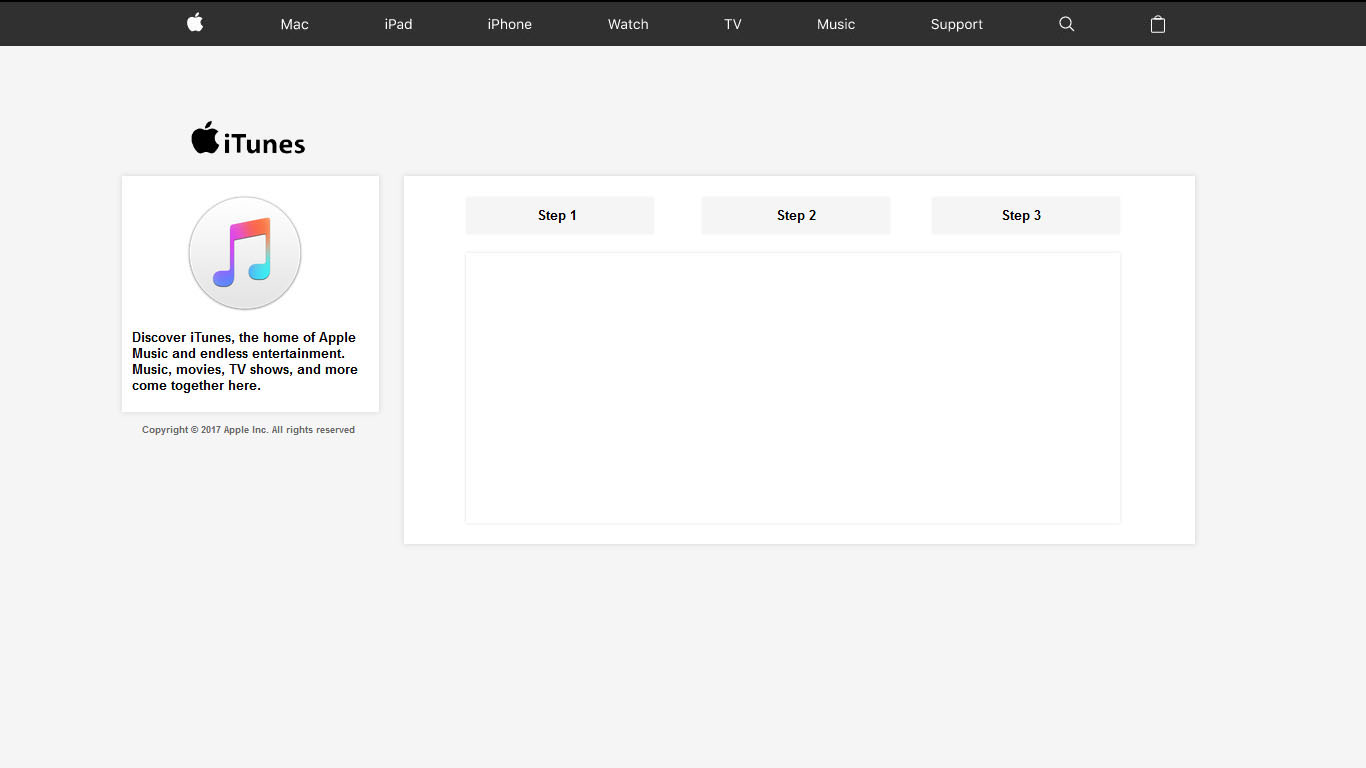 Mac iPad iPhone Watch TV Music Support
iTunes
Step 1 Step 2 Step 3
Discover iTunes, the home of Apple
Music and endless entertainment.
Music, movies, TV shows, and more
come together here.
Copyright © 2017 Apple Inc. All rights reserved